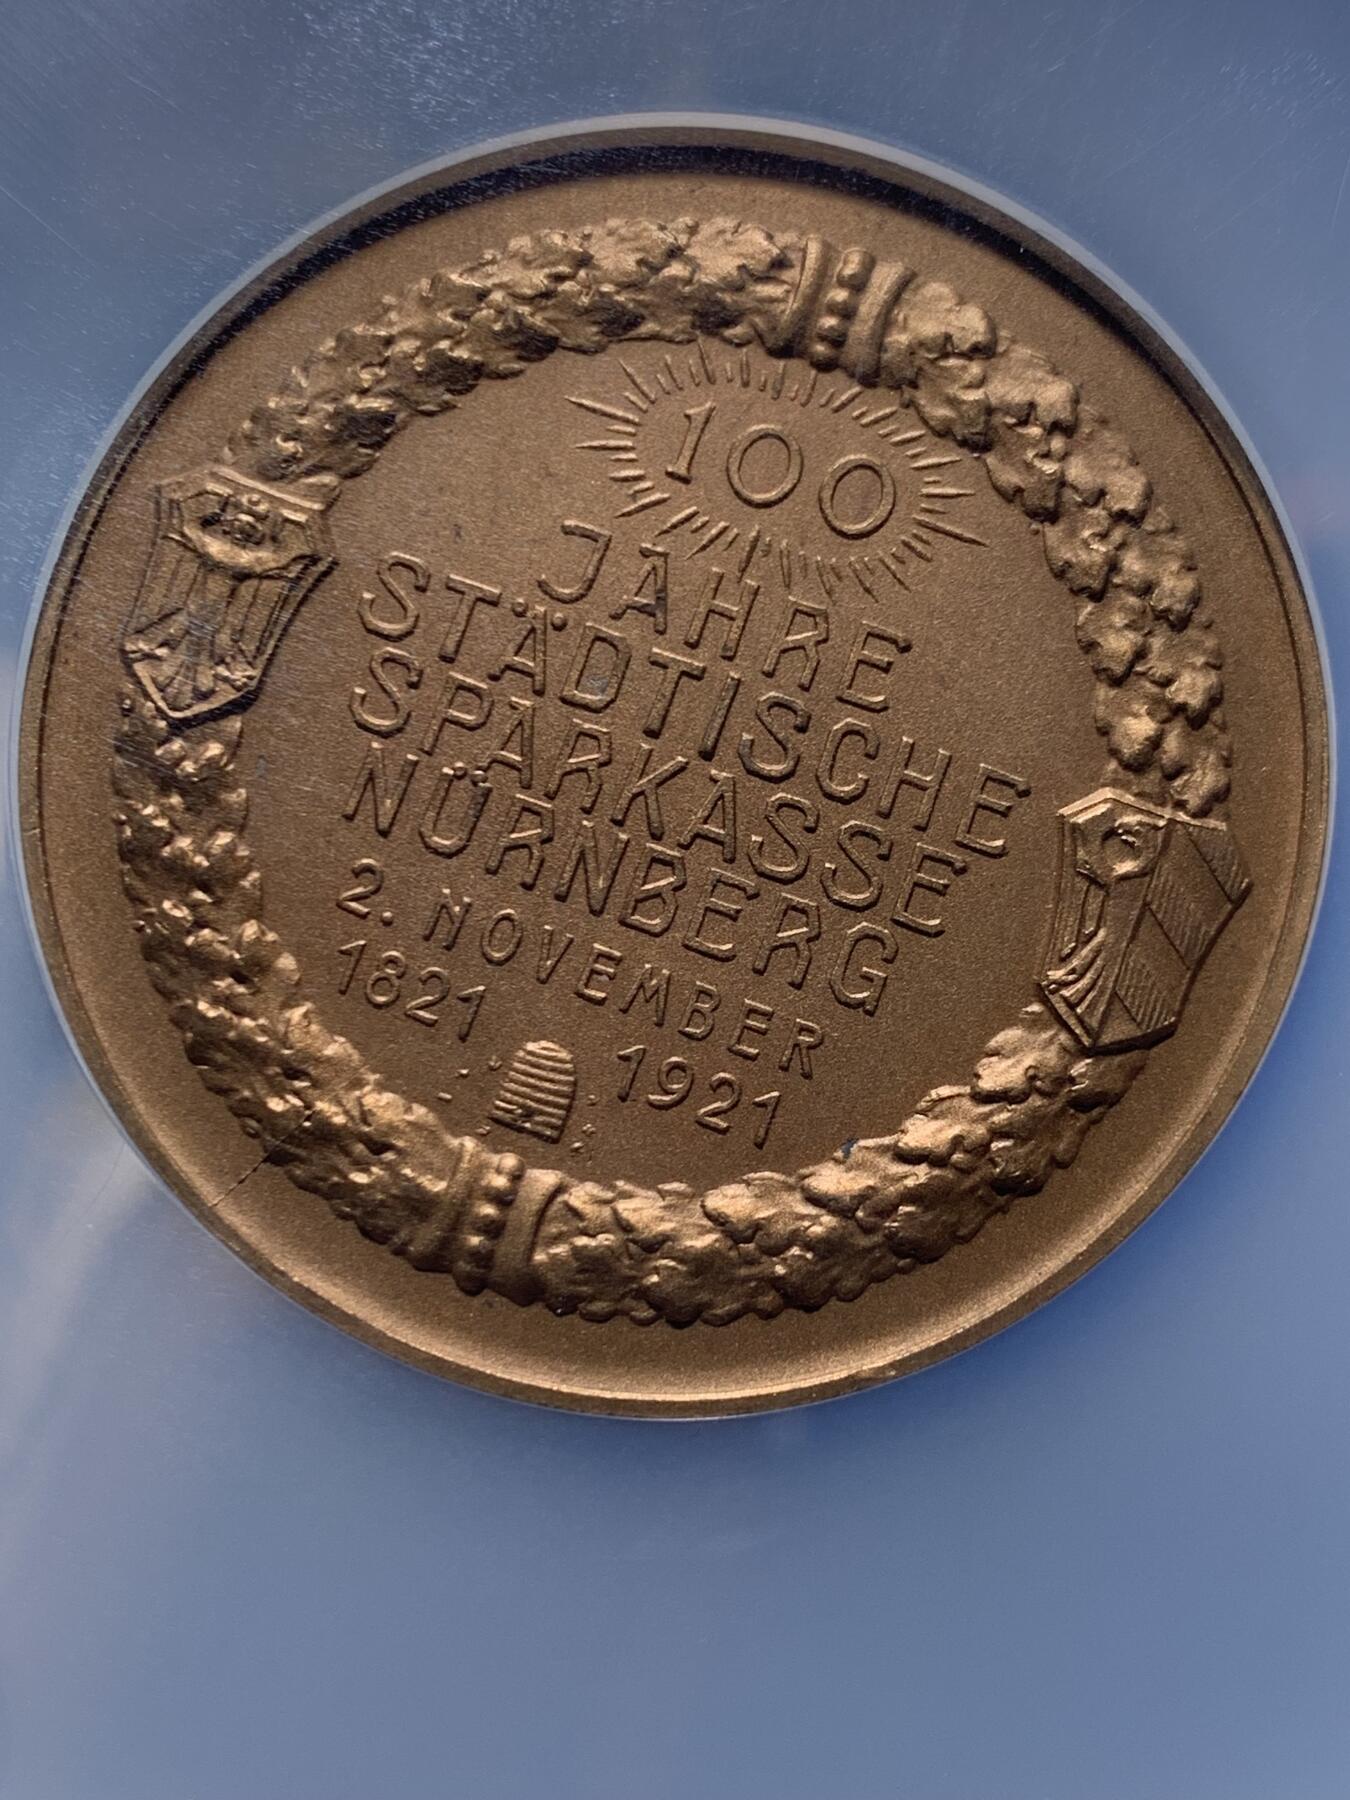 100
JAHRE
STÄDTISCHE
SPARKASSE
NÜRNBERG
2. NOVEMBER
1821 1921